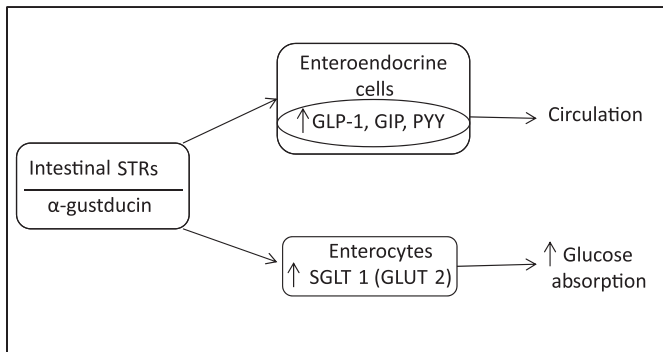 Enteroendocrine
cells
↑ GLP-1, GIP, PYY
Circulation
Intestinal STRs
α-gustducin
Enterocytes
↑ SGLT 1 (GLUT 2)
↑ Glucose
absorption